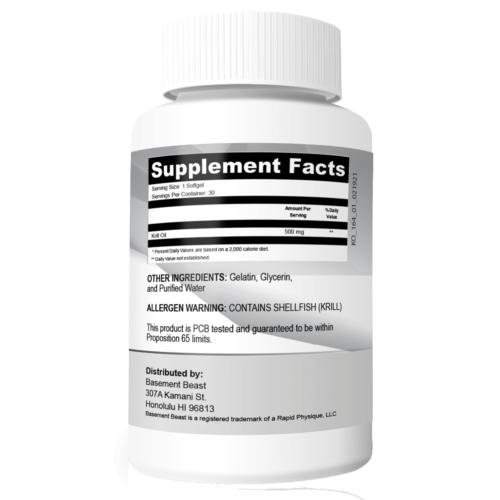 Supplement Facts
Serving Size: 1 Softgel
Servings Per Container: 30
Amount Per Serving
%Daily Value
Krill Oil 500 mg **
* Percent Daily Values are based on a 2,000 calorie diet.
** Daily Value not established.
KO_164_01_021921
OTHER INGREDIENTS: Gelatin, Glycerin,
and Purified Water
ALLERGEN WARNING: CONTAINS SHELLFISH (KRILL)
This product is PCB tested and guaranteed to be within
Proposition 65 limits.
Distributed by:
Basement Beast
307A Kamani St.
Honolulu HI 96813
Basement Beast is a registered trademark of a Rapid Physique, LLC